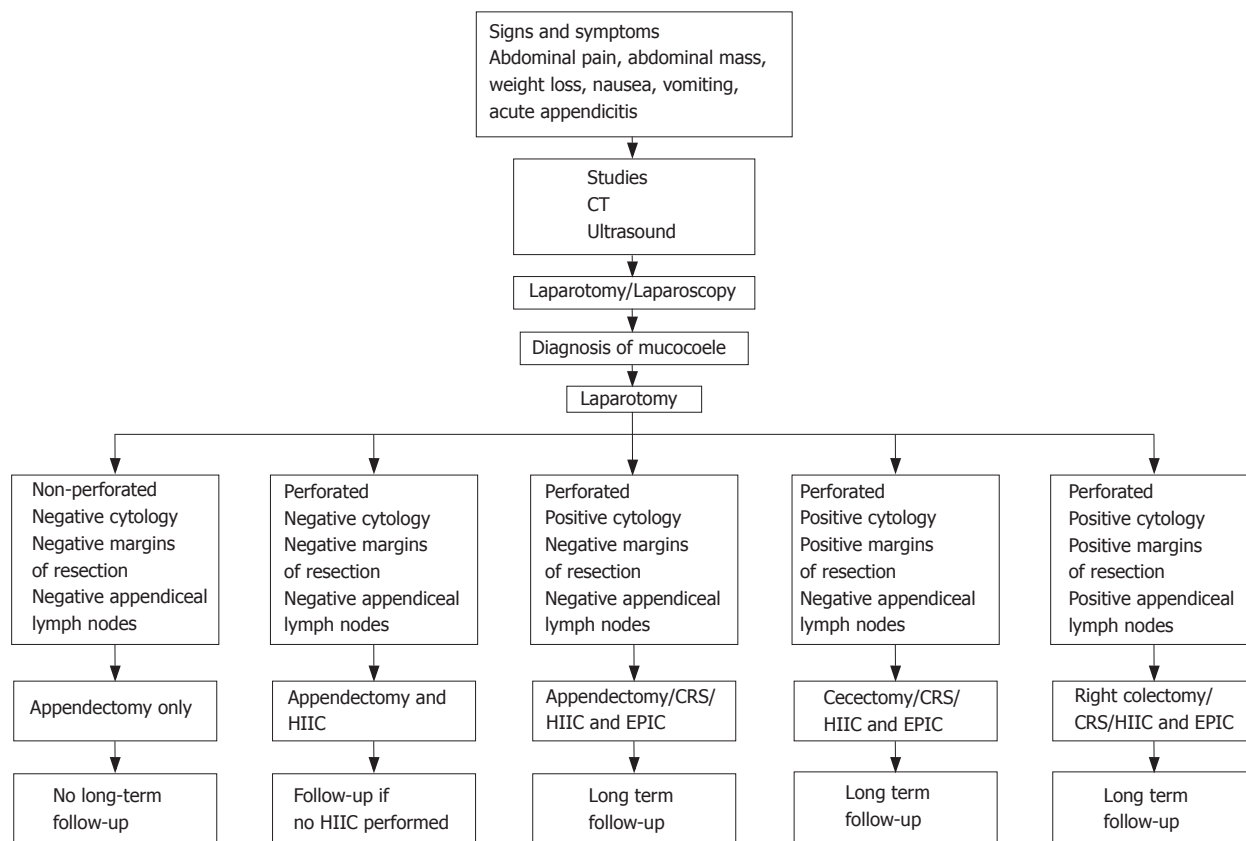 Signs and symptoms
Abdominal pain, abdominal mass,
weight loss, nausea, vomiting,
acute appendicitis
Studies
CT
Ultrasound
Laparotomy/Laparoscopy
Diagnosis of mucocoele
Laparotomy
Non-perforated
Negative cytology
Negative margins
of resection
Negative appendiceal
lymph nodes
Perforated
Negative cytology
Negative margins
of resection
Negative appendiceal
lymph nodes
Perforated
Positive cytology
Negative margins
of resection
Negative appendiceal
lymph nodes
Perforated
Positive cytology
Positive margins
of resection
Negative appendiceal
lymph nodes
Perforated
Positive cytology
Positive margins
of resection
Positive appendiceal
lymph nodes
Appendectomy only
Appendectomy and
HIIC
Appendectomy/CRS/
HIIC and EPIC
Cecectomy/CRS/
HIIC and EPIC
Right colectomy/
CRS/HIIC and EPIC
No long-term
follow-up
Follow-up if
no HIIC performed
Long term
follow-up
Long term
follow-up
Long term
follow-up